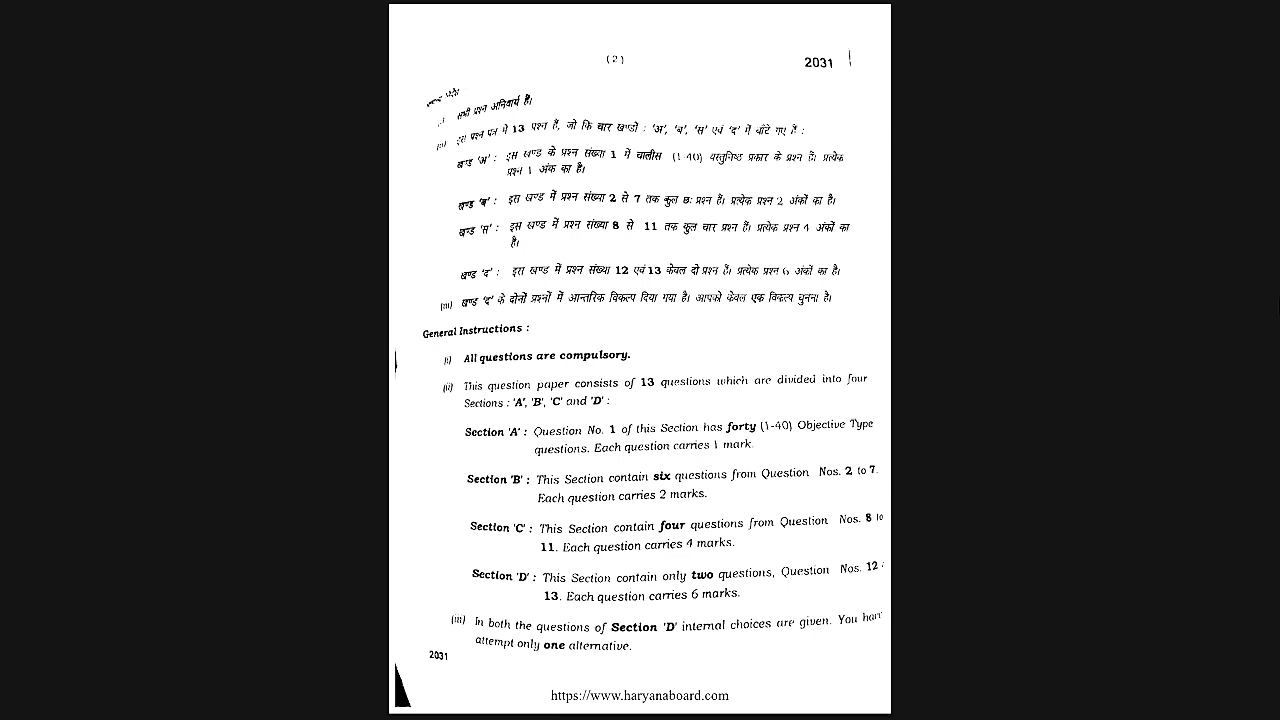 ( 2 )
2031
सभी प्रश्न अनिवार्य हैं।
(ii) इस प्रश्न पत्र में 13 प्रश्न हैं, जो कि चार खण्डों : 'अ', 'ब', 'स' एवं 'द' में बाँटे गए हैं :
खण्ड 'अ' : इस खण्ड के प्रश्न संख्या 1 में चालीस (1-40) वस्तुनिष्ठ प्रकार के प्रश्न हैं। प्रत्येक
प्रश्न 1 अंक का है।
खण्ड 'ब' : इस खण्ड में प्रश्न संख्या 2 से 7 तक कुल छः प्रश्न हैं। प्रत्येक प्रश्न 2 अंकों का है।
खण्ड 'स' : इस खण्ड में प्रश्न संख्या 8 से 11 तक कुल चार प्रश्न हैं। प्रत्येक प्रश्न 4 अंकों का
है।
खण्ड 'द' : इस खण्ड में प्रश्न संख्या 12 एवं 13 केवल दो प्रश्न हैं। प्रत्येक प्रश्न 6 अंकों का है।
(iii) खण्ड 'द' के दोनों प्रश्नों में आन्तरिक विकल्प दिया गया है। आपको केवल एक विकल्प चुनना है।
General Instructions :
(i) All questions are compulsory.
(ii) This question paper consists of 13 questions which are divided into four
Sections : 'A', 'B', 'C' and 'D' :
Section 'A' : Question No. 1 of this Section has forty (1-40) Objective Type
questions. Each question carries 1 mark.
Section 'B' : This Section contain six questions from Question Nos. 2 to 7.
Each question carries 2 marks.
Section 'C' : This Section contain four questions from Question Nos. 8 to
11. Each question carries 4 marks.
Section 'D' : This Section contain only two questions, Question Nos. 12
13. Each question carries 6 marks.
(iii) In both the questions of Section 'D' internal choices are given. You
attempt only one alternative.
2031
https://www.haryanaboard.com